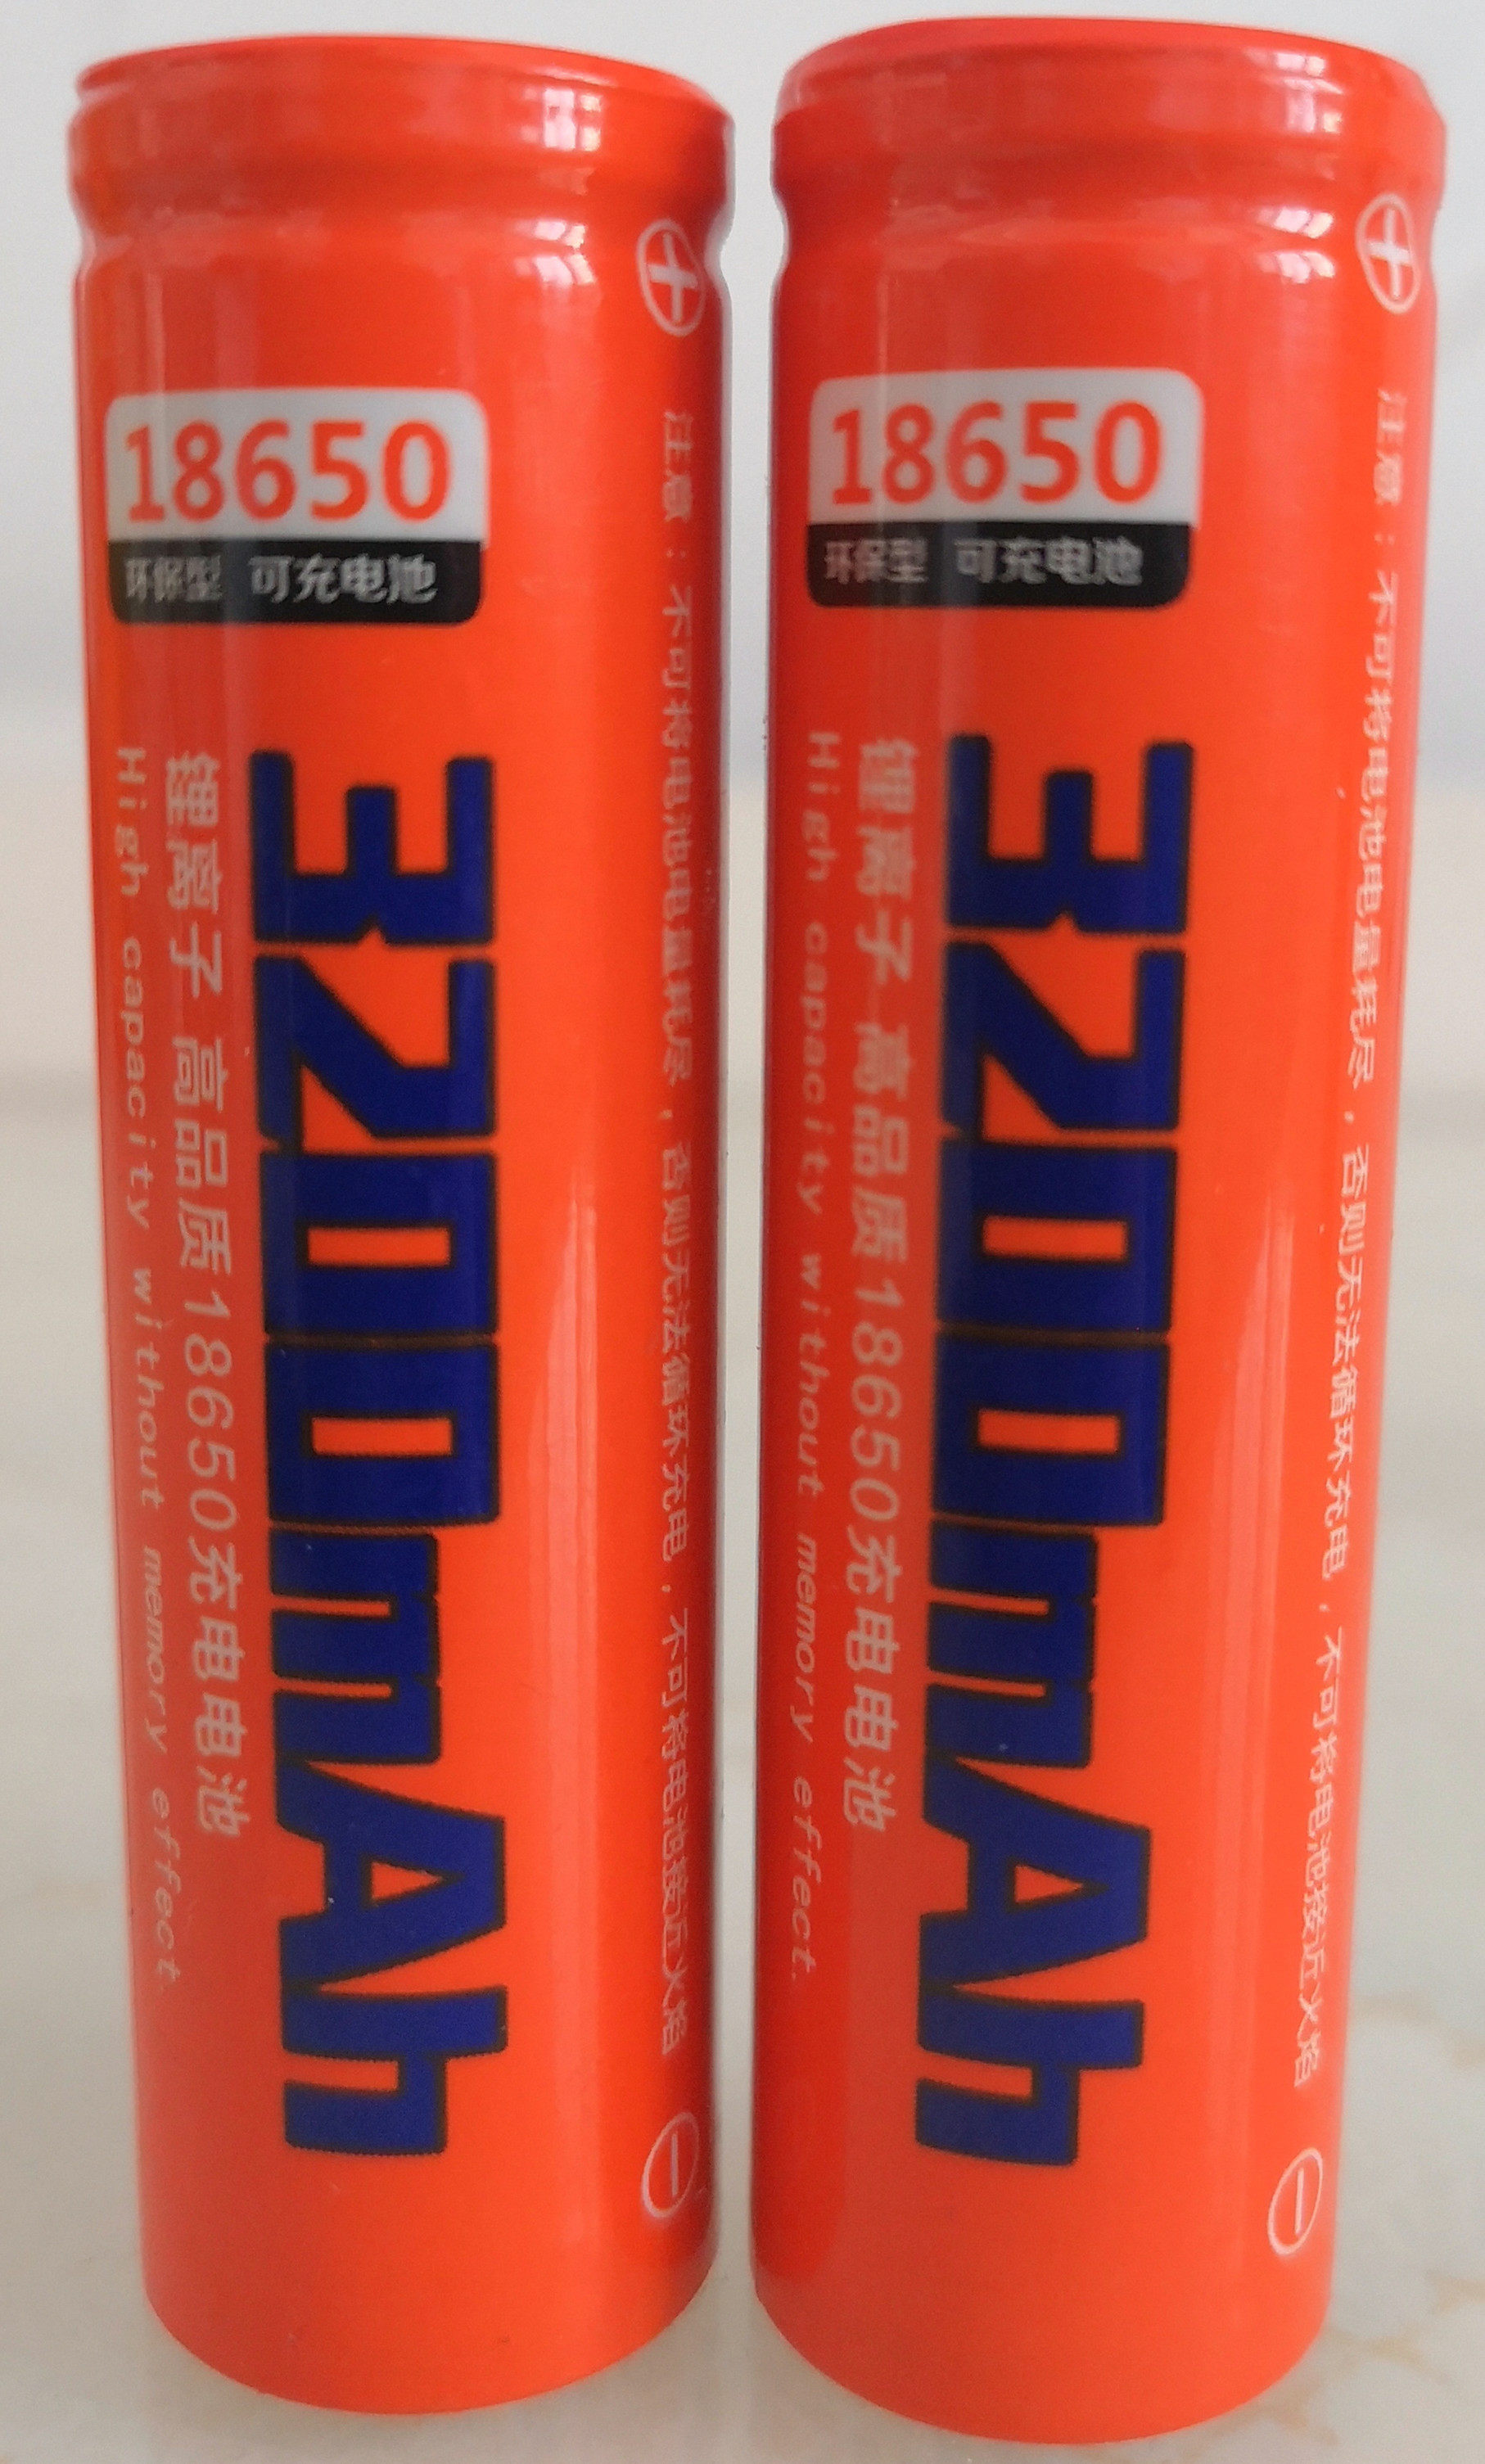 18650
环保型 可充电池
3200mAh
锂离子 高品质18650充电电池
High capacity without memory effect.
+
注意：不可将电池电量耗尽，否则无法循环充电，不可将电池接近火焰
−
18650
环保型 可充电池
3200mAh
锂离子 高品质18650充电电池
High capacity without memory effect.
+
注意：不可将电池电量耗尽，否则无法循环充电，不可将电池接近火焰
−